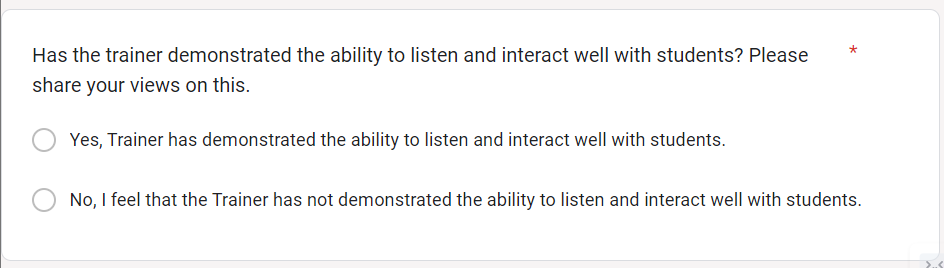 Has the trainer demonstrated the ability to listen and interact well with students? Please *
share your views on this.
Yes, Trainer has demonstrated the ability to listen and interact well with students.
No, I feel that the Trainer has not demonstrated the ability to listen and interact well with students.